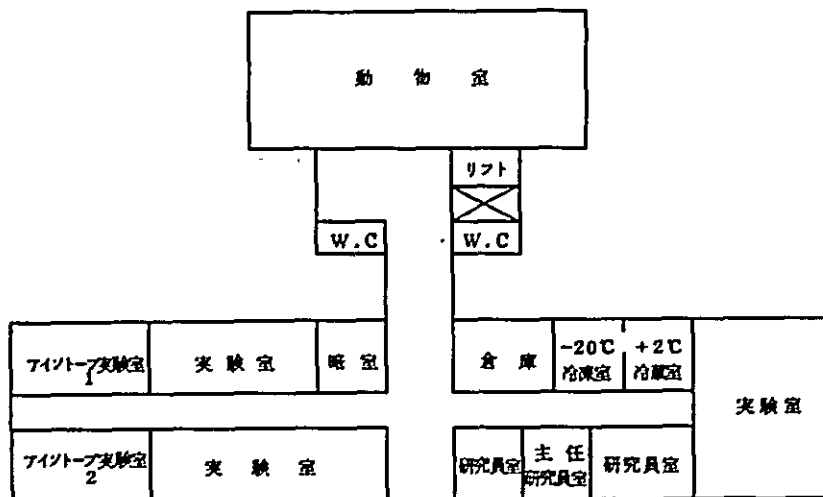 動物室
リフト
W.C
W.C
アイソトープ実験室
1
実験室
暗室
倉庫
-20℃
冷凍室
+2℃
冷蔵室
実験室
アイソトープ実験室
2
実験室
研究員室
主任
研究員室
研究員室